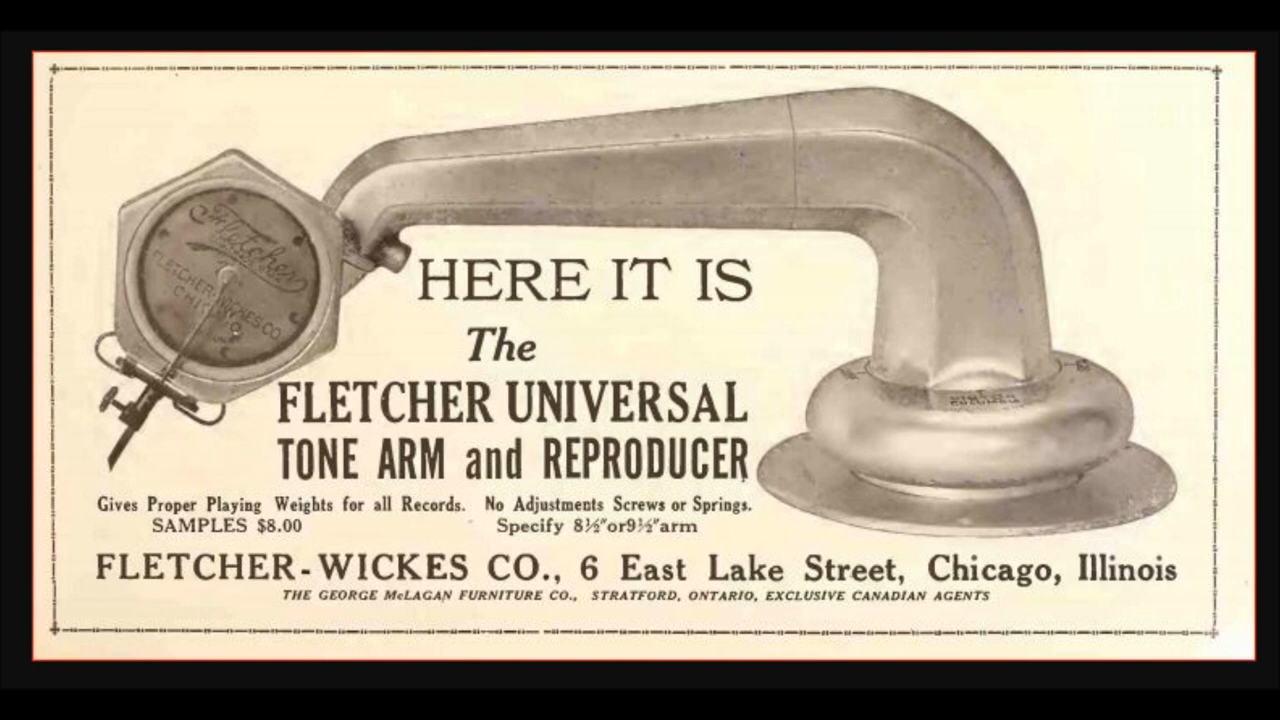 Fletcher
FLETCHER-WICKES CO
CHICAGO
HERE IT IS
The
FLETCHER UNIVERSAL
TONE ARM and REPRODUCER
Gives Proper Playing Weights for all Records. No Adjustments Screws or Springs.
SAMPLES $8.00 Specify 8½"or9½"arm
FLETCHER-WICKES CO., 6 East Lake Street, Chicago, Illinois
THE GEORGE McLAGAN FURNITURE CO., STRATFORD, ONTARIO, EXCLUSIVE CANADIAN AGENTS